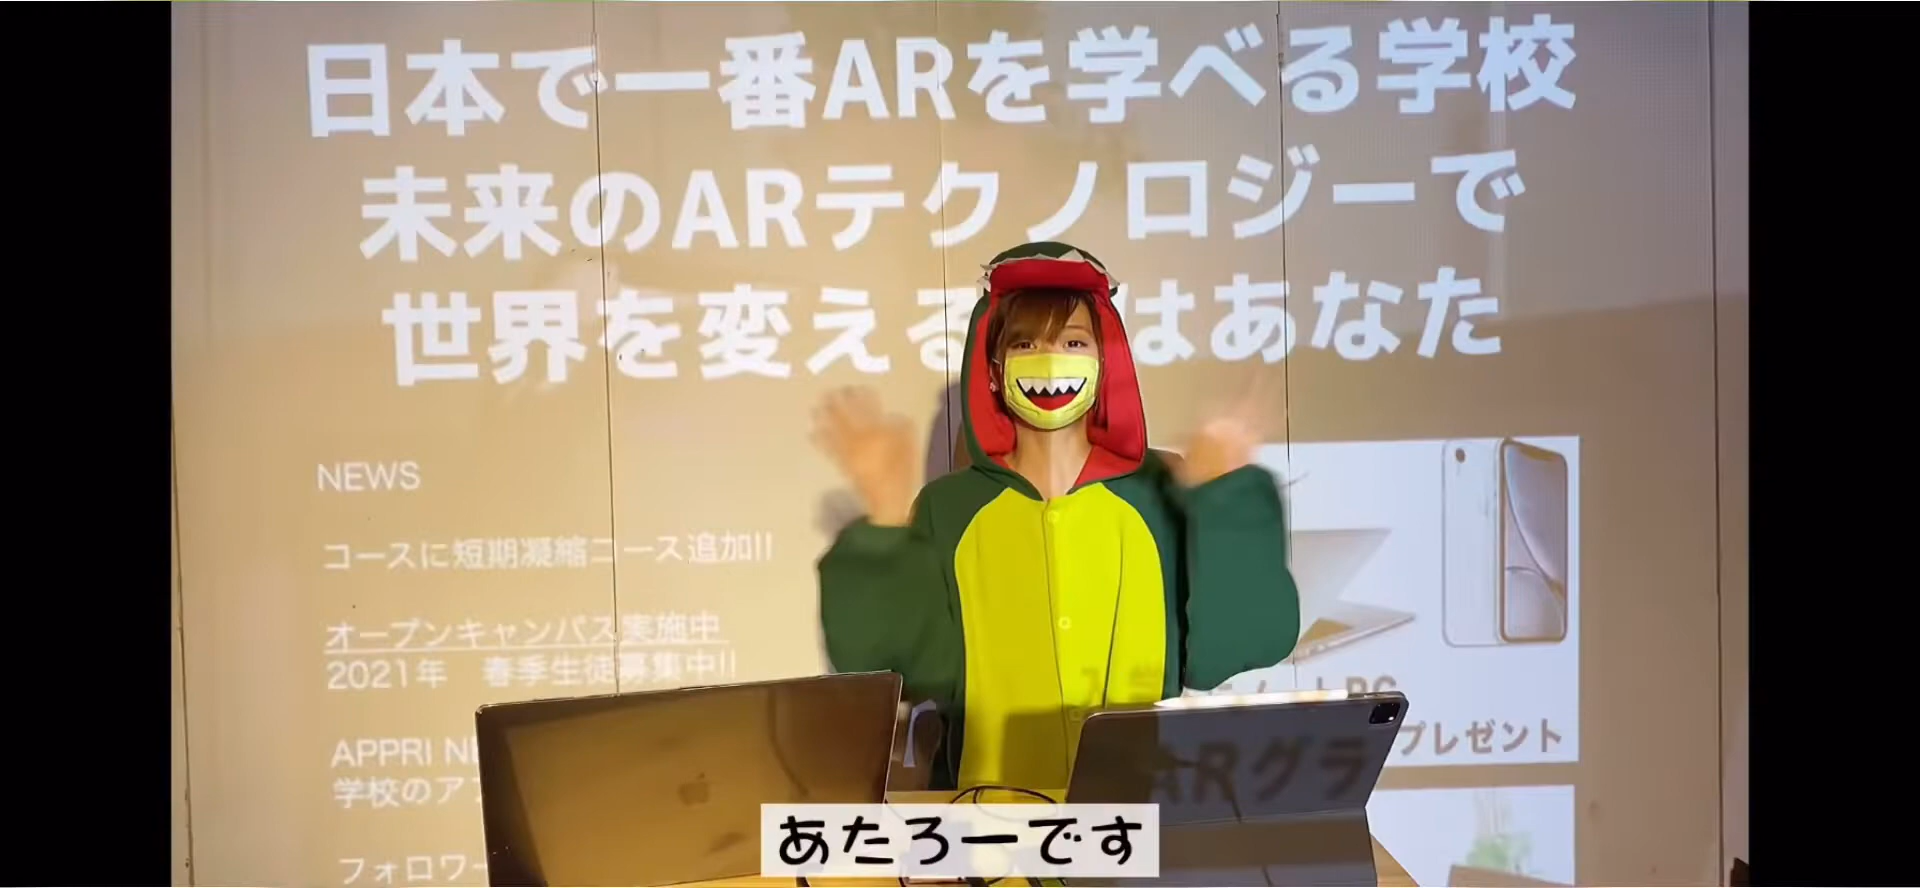 日本で一番ARを学べる学校
未来のARテクノロジーで
世界を変える はあなた
NEWS
コースに短期凝縮コース追加!!
オープンキャンパス実施中
2021年 春季生徒募集中!!
APPRI
学校のア
フォロワー
PC
プレゼント
ARグラ
あたろーです